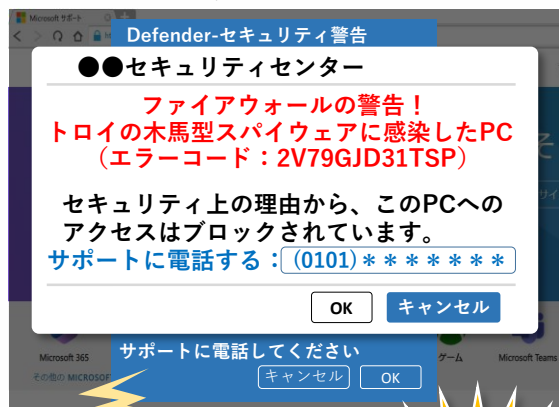 Microsoft サポート
Defender-セキュリティ警告
●●セキュリティセンター
ファイアウォールの警告！
トロイの木馬型スパイウェアに感染したPC
（エラーコード：2V79GJD31TSP）
セキュリティ上の理由から、このPCへの
アクセスはブロックされています。
サポートに電話する：(0101)＊＊＊＊＊＊＊
OK キャンセル
サポートに電話してください
キャンセル OK
Microsoft 365 ゲーム Microsoft Teams
その他の MICROSOF